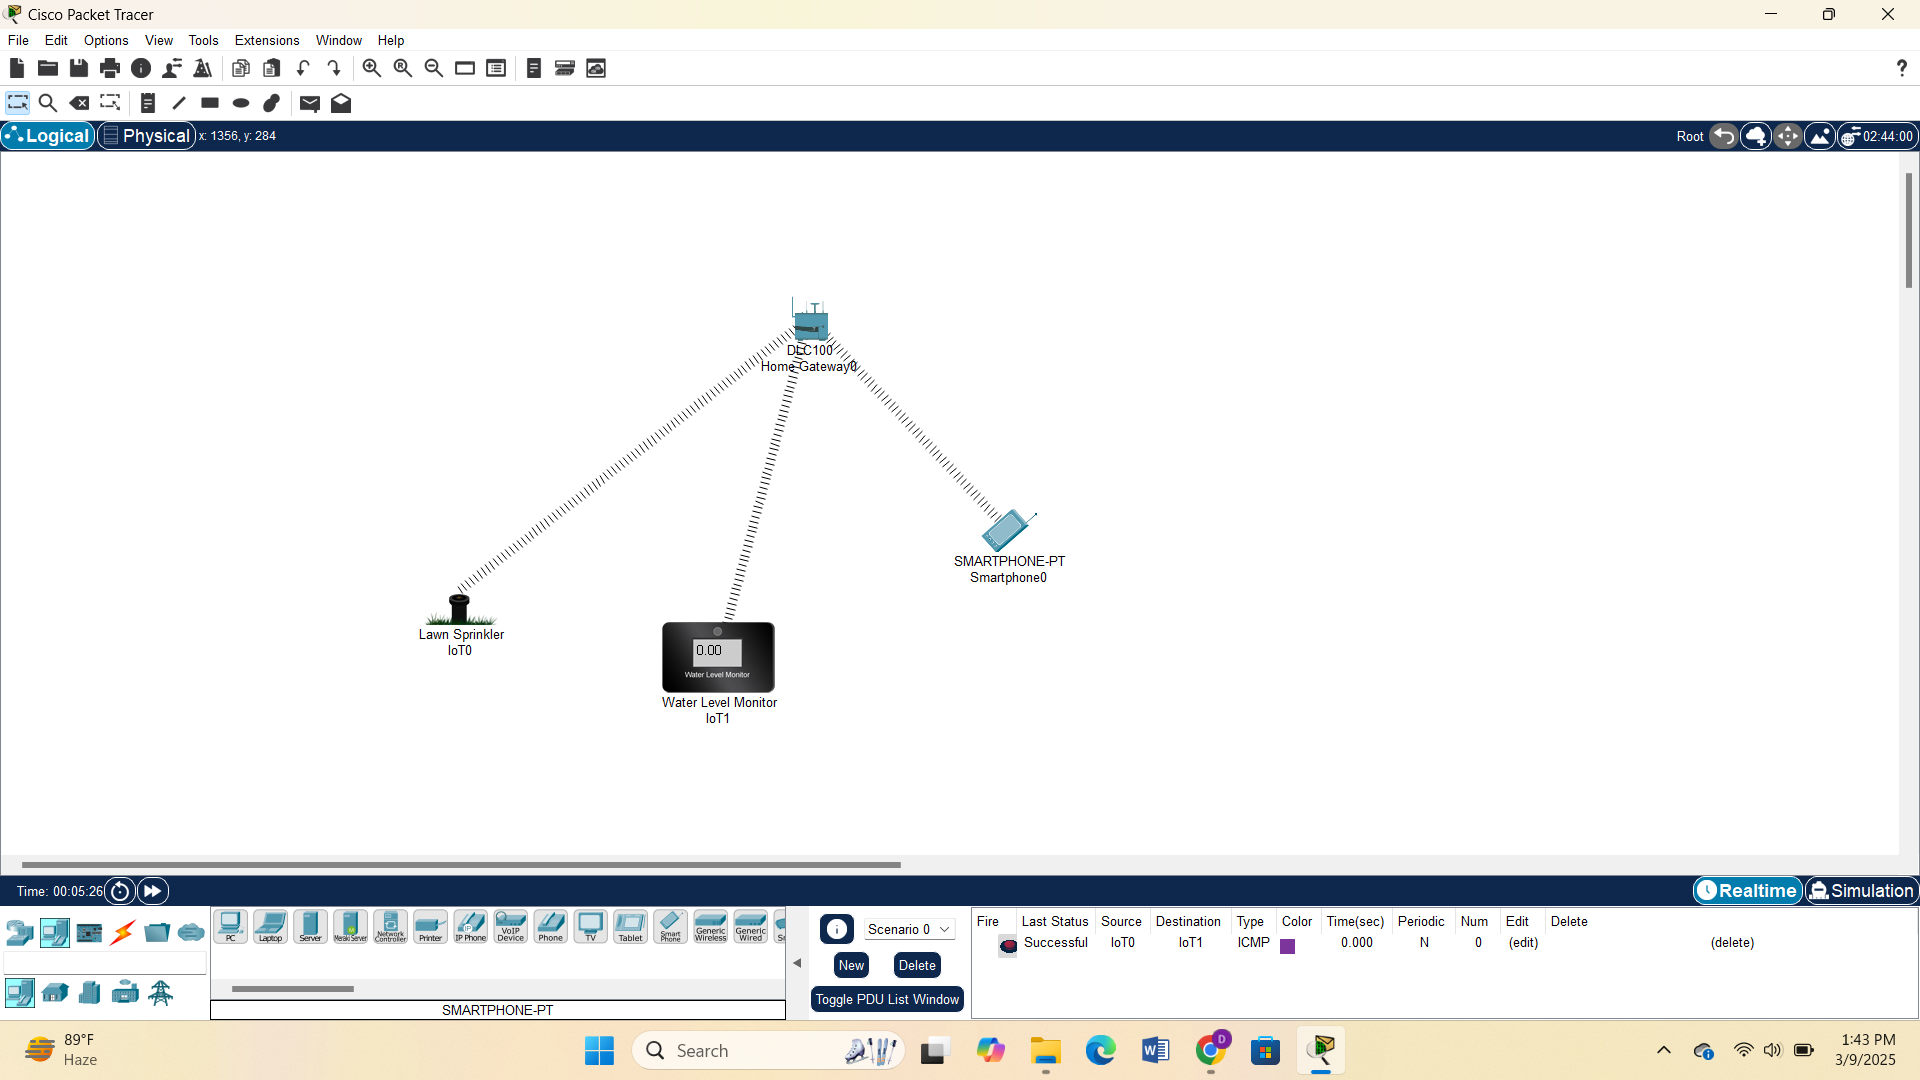 Cisco Packet Tracer
File Edit Options View Tools Extensions Window Help
?
Logical Physical x: 1356, y: 284 Root 02:44:00
DLC100
Home Gateway0
SMARTPHONE-PT
Smartphone0
Lawn Sprinkler
IoT0
0.00
Water Level Monitor
Water Level Monitor
IoT1
Time: 00:05:26 Realtime Simulation
PC Laptop Server Meraki Server Network Controller Printer IP Phone VoIP Device Phone TV Tablet Smart Phone Generic Wireless Generic Wired
SMARTPHONE-PT
Scenario 0
New Delete
Toggle PDU List Window
Fire Last Status Source Destination Type Color Time(sec) Periodic Num Edit Delete
Successful IoT0 IoT1 ICMP 0.000 N 0 (edit) (delete)
89°F
Haze
Search
D
1:43 PM
3/9/2025